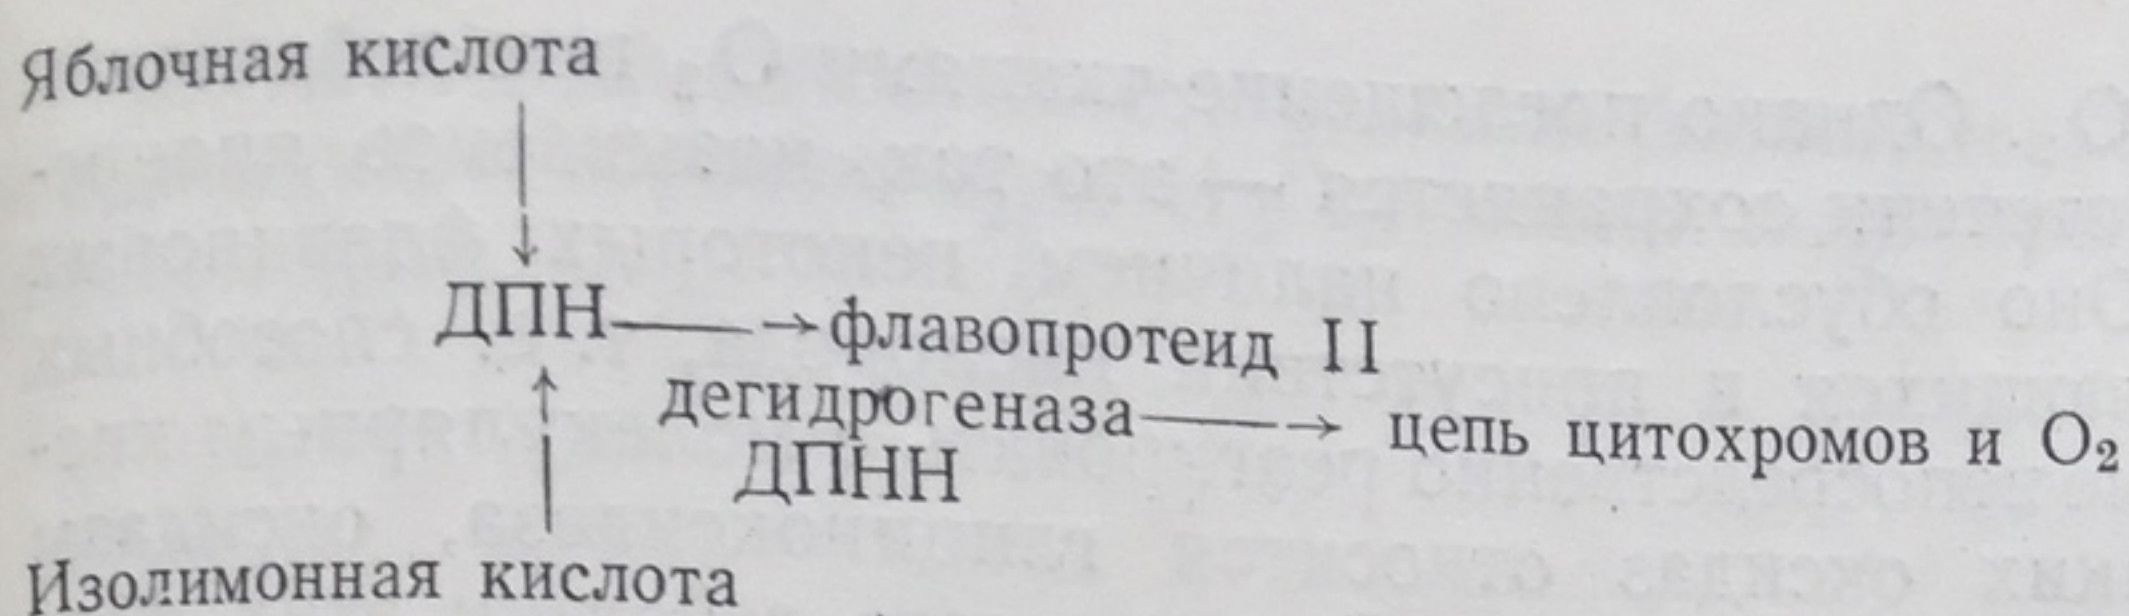 Яблочная кислота
ДПН → флавопротеид II
дегидрогеназа → цепь цитохромов и O₂
ДПНН
Изолимонная кислота